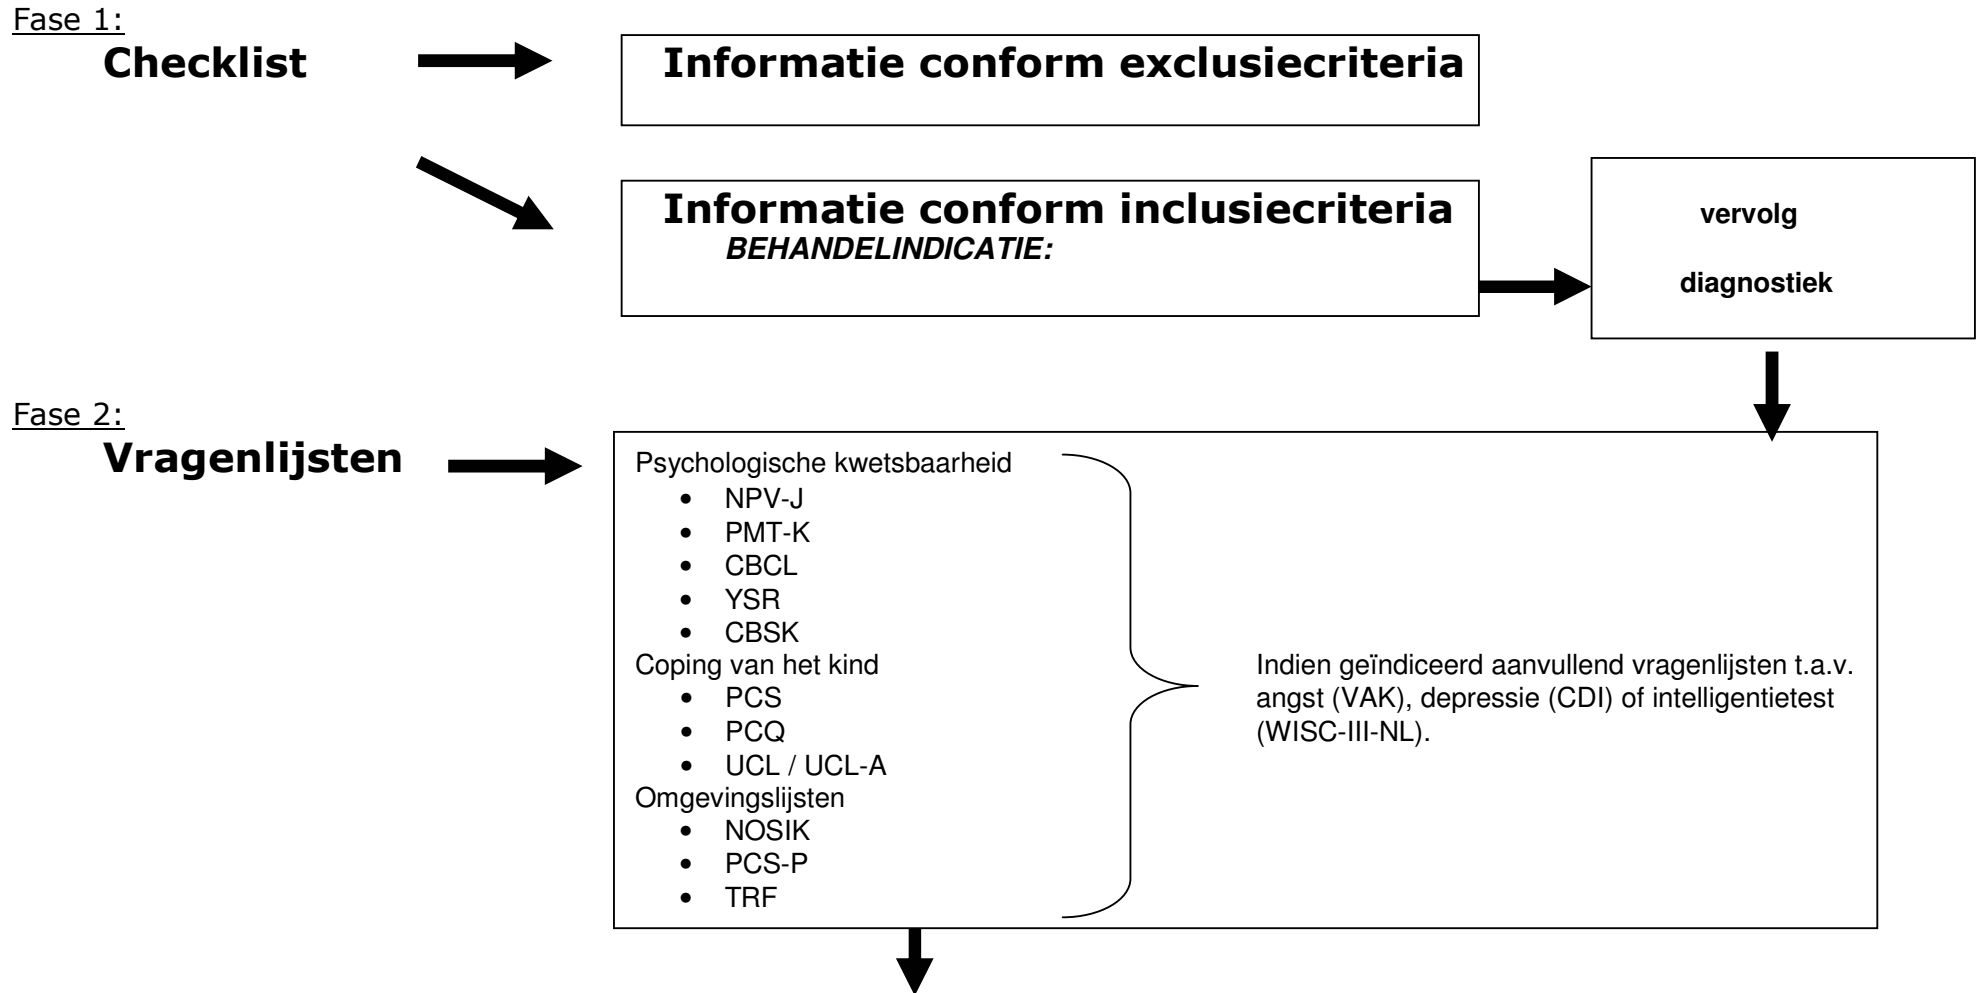 Fase 1:
Checklist
Informatie conform exclusiecriteria
Informatie conform inclusiecriteria
BEHANDELINDICATIE:
vervolg
diagnostiek
Fase 2:
Vragenlijsten
Psychologische kwetsbaarheid
• NPV-J
• PMT-K
• CBCL
• YSR
• CBSK
Coping van het kind
• PCS
• PCQ
• UCL / UCL-A
Omgevingslijsten
• NOSIK
• PCS-P
• TRF
Indien geïndiceerd aanvullend vragenlijsten t.a.v.
angst (VAK), depressie (CDI) of intelligentietest
(WISC-III-NL).